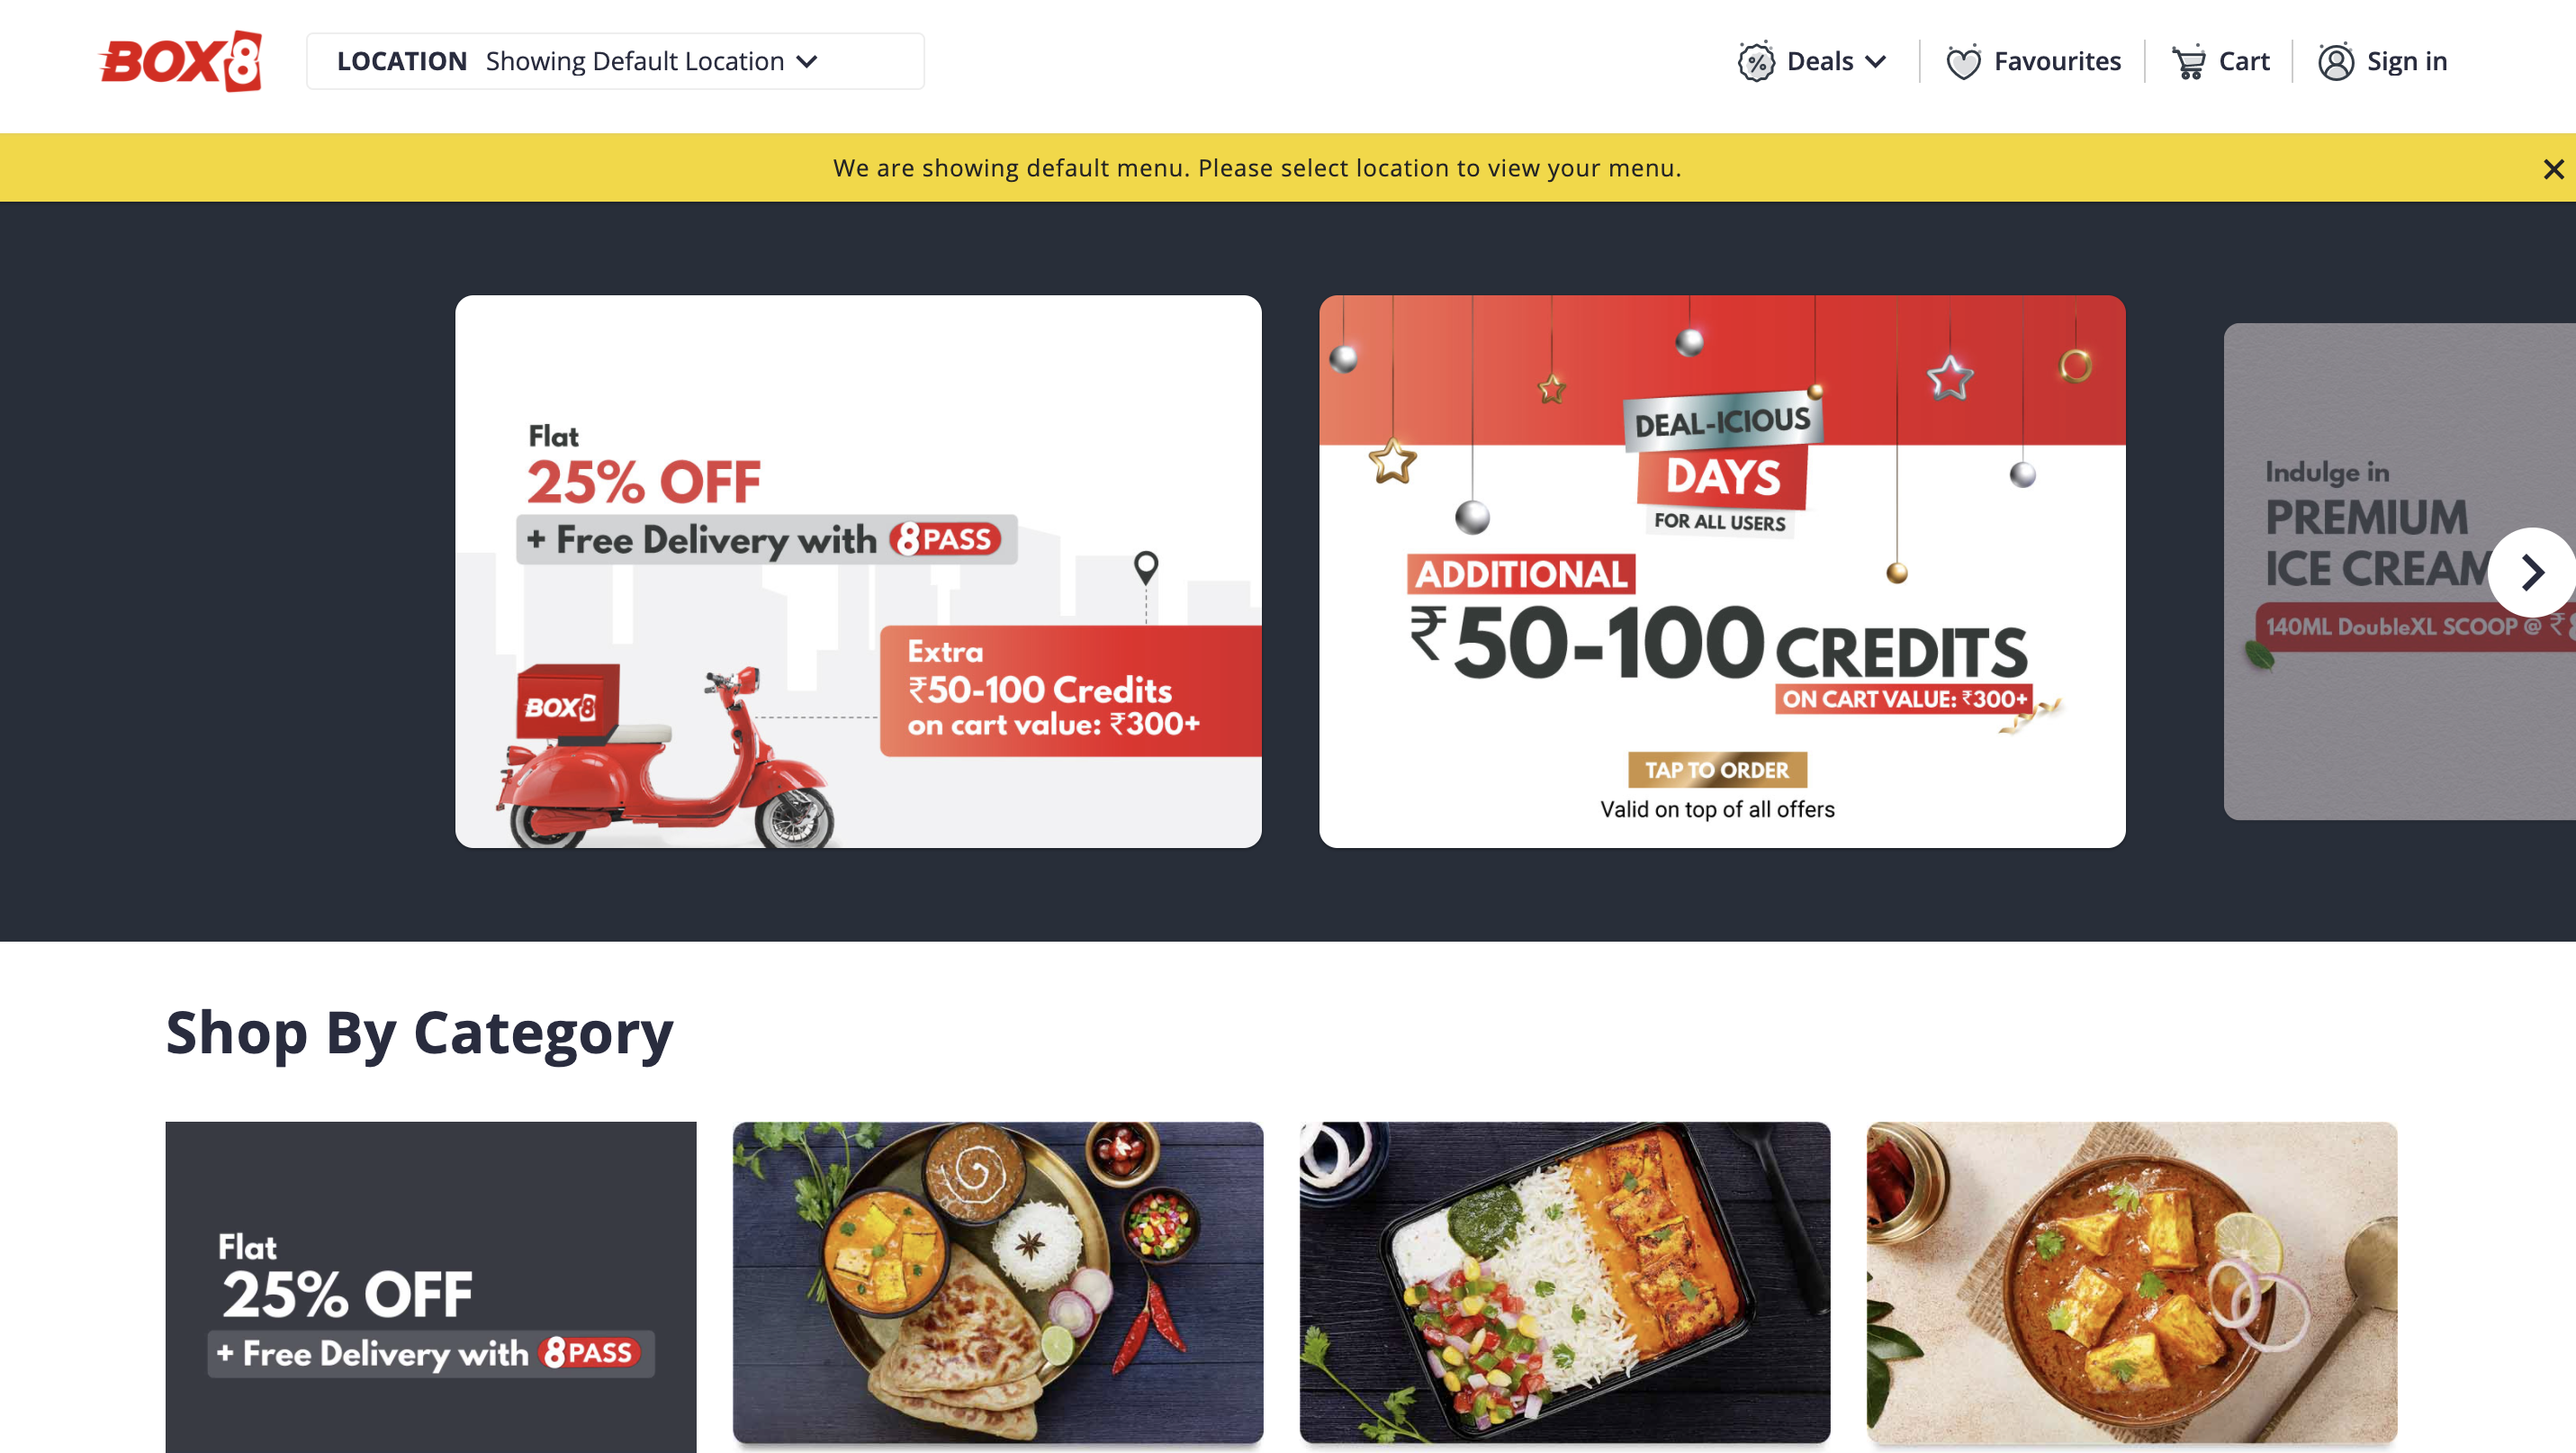 BOX8
LOCATION Showing Default Location
Deals
Favourites
Cart
Sign in
We are showing default menu. Please select location to view your menu.
Flat
25% OFF
+ Free Delivery with 8 PASS
Extra
₹50-100 Credits
on cart value: ₹300+
BOX8
DEAL-ICIOUS
DAYS
FOR ALL USERS
ADDITIONAL
₹50-100 CREDITS
ON CART VALUE: ₹300+
TAP TO ORDER
Valid on top of all offers
Indulge in
PREMIUM
ICE CREAM
140ML DoubleXL SCOOP @ ₹
Shop By Category
Flat
25% OFF
+ Free Delivery with 8 PASS